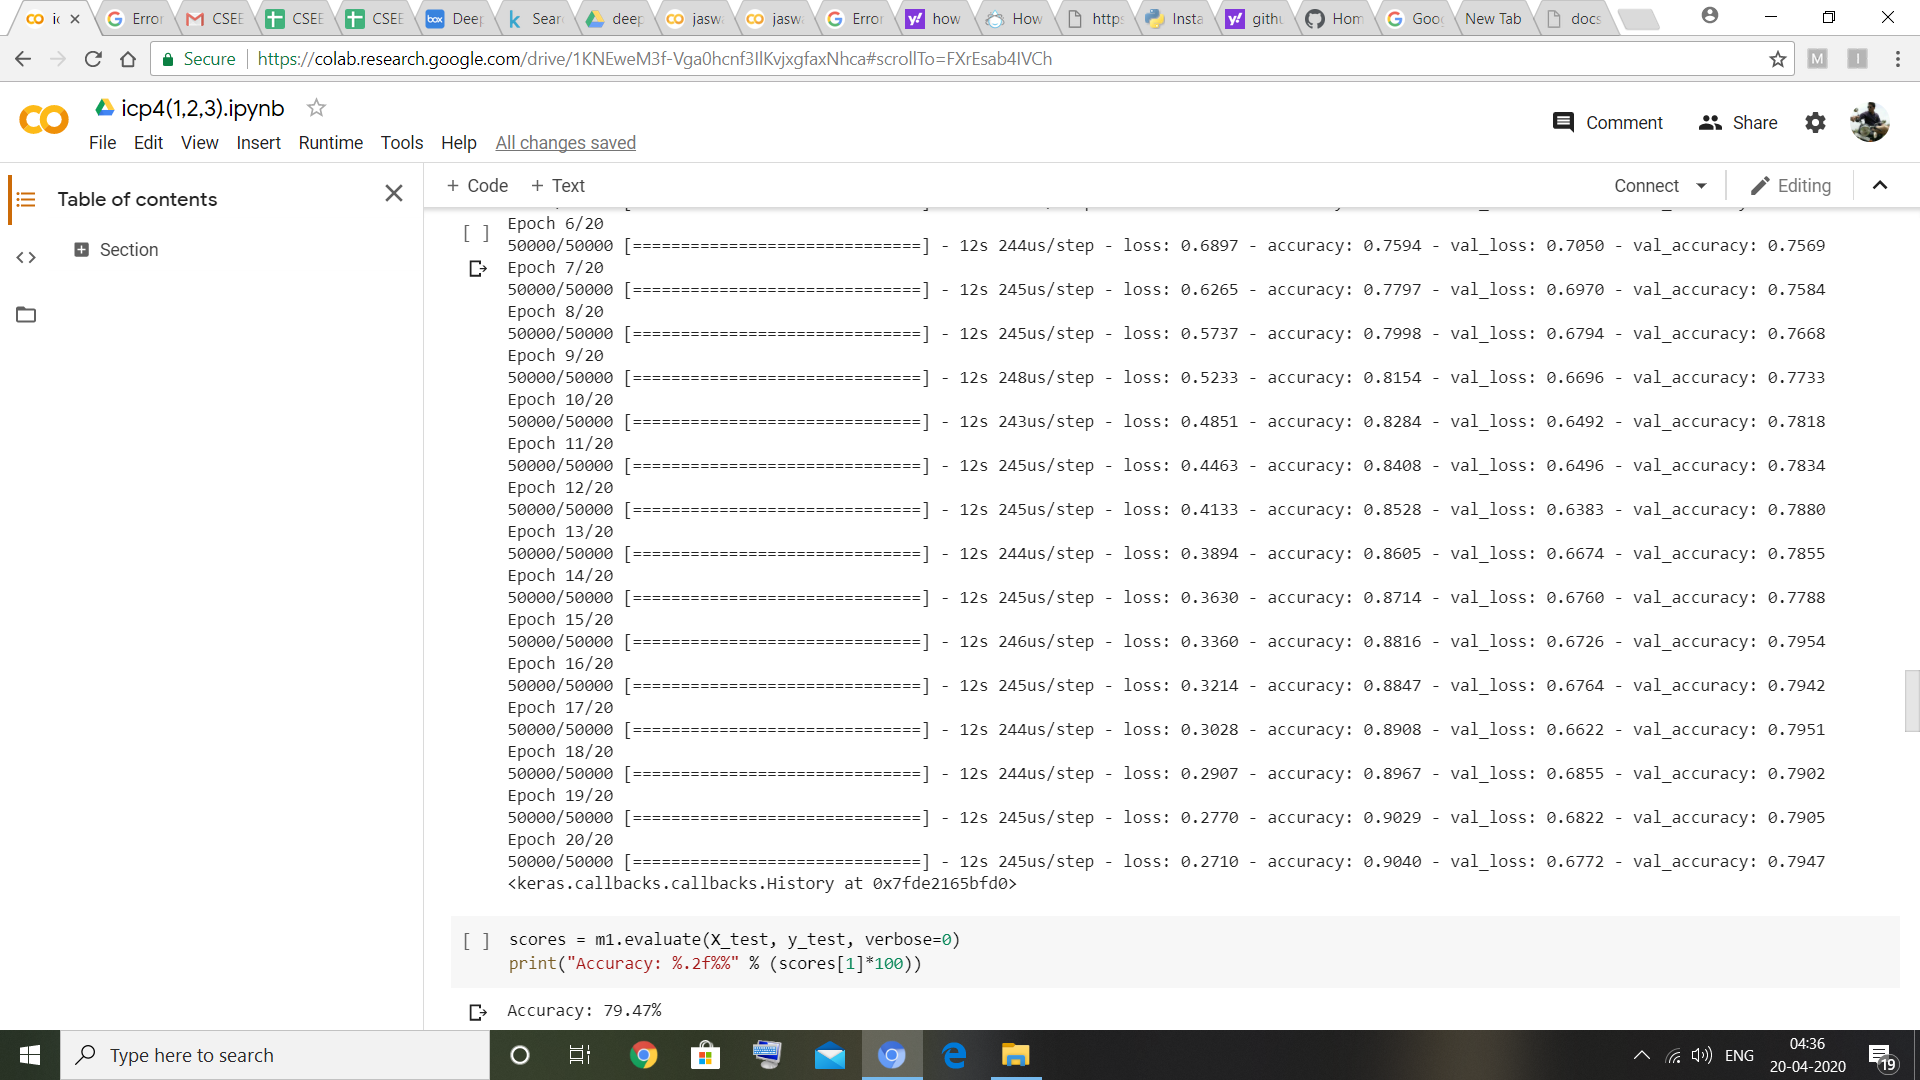 Error
CSEE
CSEE
CSEE
box
Deep
Sear
deep
jasw
jasw
Error
how
How
https
Insta
githu
Hom
Goog
New Tab
docs
Secure
https://colab.research.google.com/drive/1KNEweM3f-Vga0hcnf3IlKvjxgfaxNhca#scrollTo=FXrEsab4lVCh
icp4(1,2,3).ipynb
Comment
Share
File Edit View Insert Runtime Tools Help All changes saved
Table of contents
Section
+ Code + Text
Connect
Editing
[ ]
Epoch 6/20
50000/50000 [==============================] - 12s 244us/step - loss: 0.6897 - accuracy: 0.7594 - val_loss: 0.7050 - val_accuracy: 0.7569
Epoch 7/20
50000/50000 [==============================] - 12s 245us/step - loss: 0.6265 - accuracy: 0.7797 - val_loss: 0.6970 - val_accuracy: 0.7584
Epoch 8/20
50000/50000 [==============================] - 12s 245us/step - loss: 0.5737 - accuracy: 0.7998 - val_loss: 0.6794 - val_accuracy: 0.7668
Epoch 9/20
50000/50000 [==============================] - 12s 248us/step - loss: 0.5233 - accuracy: 0.8154 - val_loss: 0.6696 - val_accuracy: 0.7733
Epoch 10/20
50000/50000 [==============================] - 12s 243us/step - loss: 0.4851 - accuracy: 0.8284 - val_loss: 0.6492 - val_accuracy: 0.7818
Epoch 11/20
50000/50000 [==============================] - 12s 245us/step - loss: 0.4463 - accuracy: 0.8408 - val_loss: 0.6496 - val_accuracy: 0.7834
Epoch 12/20
50000/50000 [==============================] - 12s 245us/step - loss: 0.4133 - accuracy: 0.8528 - val_loss: 0.6383 - val_accuracy: 0.7880
Epoch 13/20
50000/50000 [==============================] - 12s 244us/step - loss: 0.3894 - accuracy: 0.8605 - val_loss: 0.6674 - val_accuracy: 0.7855
Epoch 14/20
50000/50000 [==============================] - 12s 245us/step - loss: 0.3630 - accuracy: 0.8714 - val_loss: 0.6760 - val_accuracy: 0.7788
Epoch 15/20
50000/50000 [==============================] - 12s 246us/step - loss: 0.3360 - accuracy: 0.8816 - val_loss: 0.6726 - val_accuracy: 0.7954
Epoch 16/20
50000/50000 [==============================] - 12s 245us/step - loss: 0.3214 - accuracy: 0.8847 - val_loss: 0.6764 - val_accuracy: 0.7942
Epoch 17/20
50000/50000 [==============================] - 12s 244us/step - loss: 0.3028 - accuracy: 0.8908 - val_loss: 0.6622 - val_accuracy: 0.7951
Epoch 18/20
50000/50000 [==============================] - 12s 244us/step - loss: 0.2907 - accuracy: 0.8967 - val_loss: 0.6855 - val_accuracy: 0.7902
Epoch 19/20
50000/50000 [==============================] - 12s 245us/step - loss: 0.2770 - accuracy: 0.9029 - val_loss: 0.6822 - val_accuracy: 0.7905
Epoch 20/20
50000/50000 [==============================] - 12s 245us/step - loss: 0.2710 - accuracy: 0.9040 - val_loss: 0.6772 - val_accuracy: 0.7947
<keras.callbacks.callbacks.History at 0x7fde2165bfd0>
[ ] scores = m1.evaluate(X_test, y_test, verbose=0)
print("Accuracy: %.2f%%" % (scores[1]*100))
Accuracy: 79.47%
Type here to search
ENG
04:36
20-04-2020
19